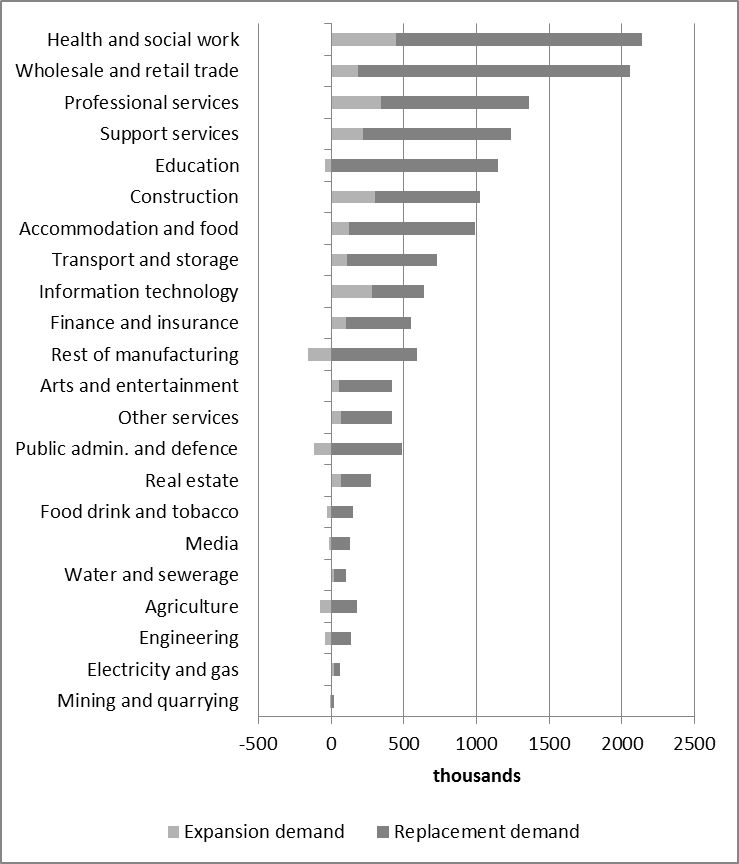 Health and social work
Wholesale and retail trade
Professional services
Support services
Education
Construction
Accommodation and food
Transport and storage
Information technology
Finance and insurance
Rest of manufacturing
Arts and entertainment
Other services
Public admin. and defence
Real estate
Food drink and tobacco
Media
Water and sewerage
Agriculture
Engineering
Electricity and gas
Mining and quarrying
-500 0 500 1000 1500 2000 2500
thousands
Expansion demand Replacement demand